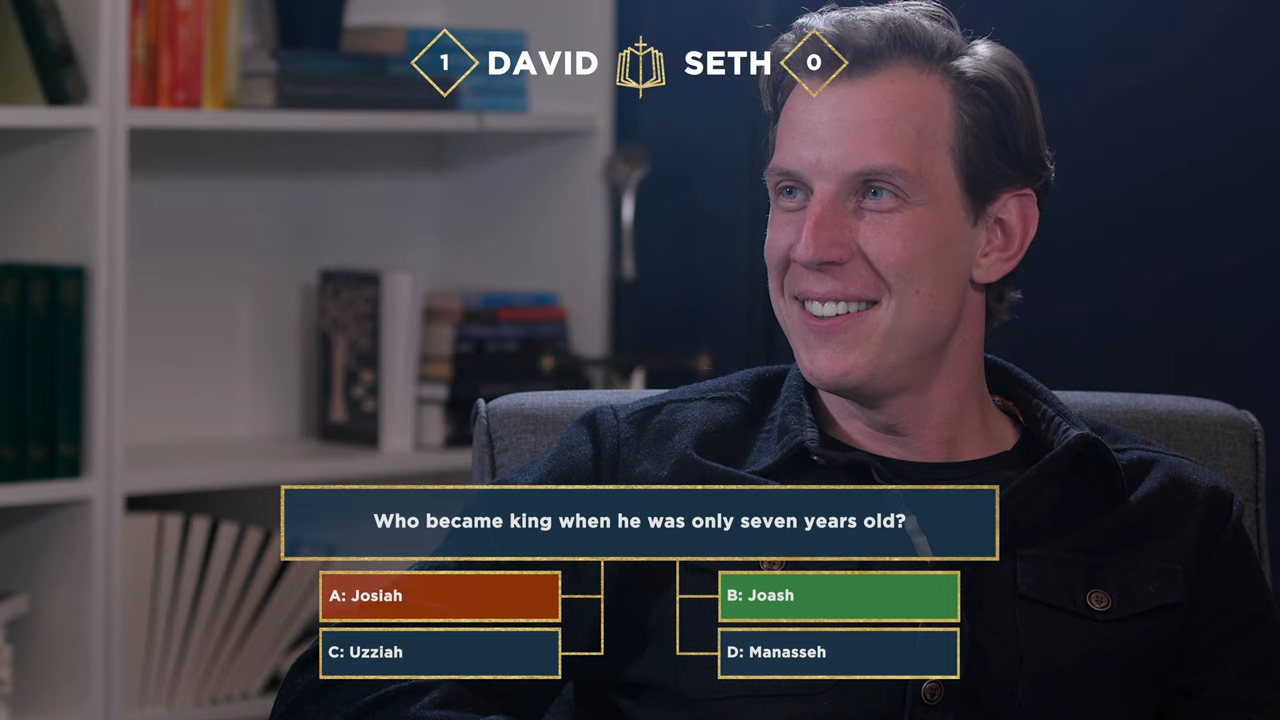 1 DAVID SETH 0
Who became king when he was only seven years old?
A: Josiah
B: Joash
C: Uzziah
D: Manasseh